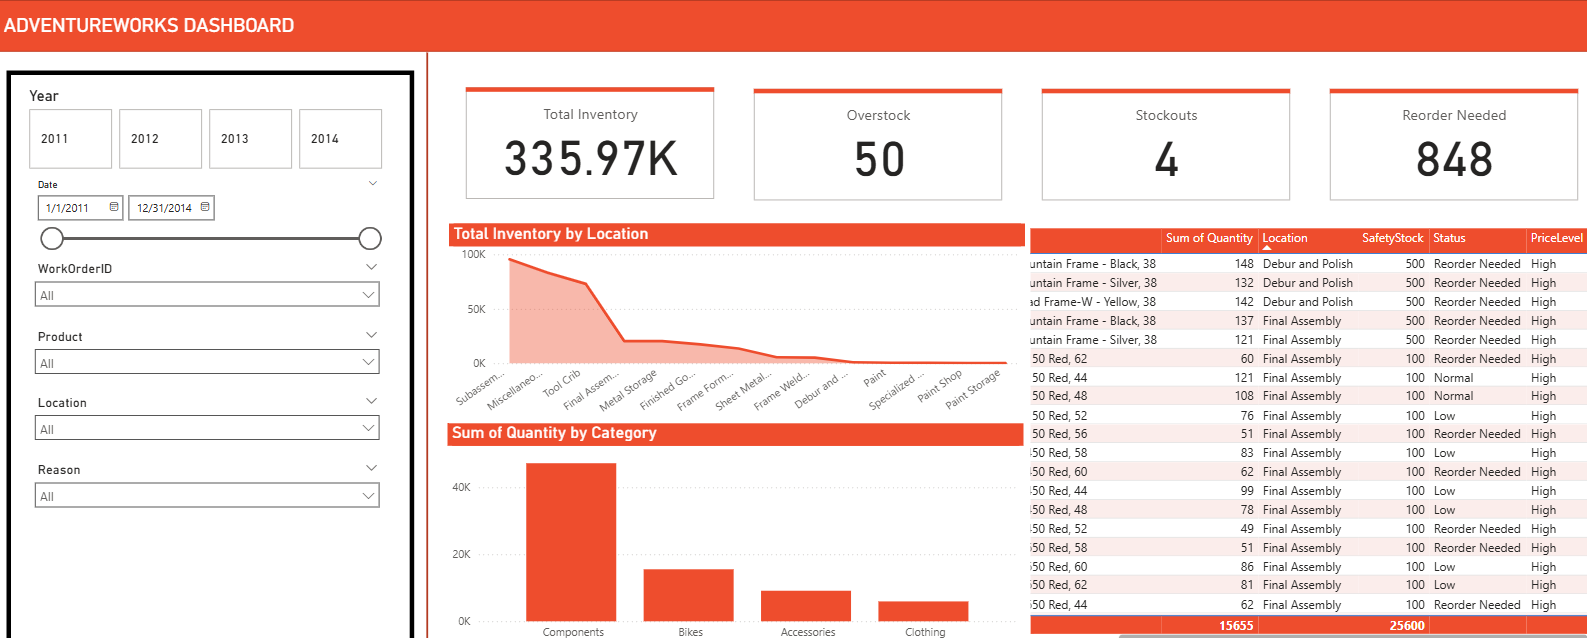 ADVENTUREWORKS DASHBOARD
Year
2011 2012 2013 2014
Date
1/1/2011 12/31/2014
WorkOrderID
All
Product
All
Location
All
Reason
All
Total Inventory
335.97K
Overstock
50
Stockouts
4
Reorder Needed
848
Total Inventory by Location
100K
50K
0K
Subassem... Miscellaneo... Tool Crib Final Assem... Metal Storage Finished Go... Frame Form... Sheet Metal... Frame Weld... Debur and ... Paint Specialized ... Paint Shop Paint Storage
Sum of Quantity by Category
40K
20K
0K
Components Bikes Accessories Clothing
Sum of Quantity Location SafetyStock Status PriceLevel
untain Frame - Black, 38 148 Debur and Polish 500 Reorder Needed High
untain Frame - Silver, 38 132 Debur and Polish 500 Reorder Needed High
ad Frame-W - Yellow, 38 142 Debur and Polish 500 Reorder Needed High
untain Frame - Black, 38 137 Final Assembly 500 Reorder Needed High
untain Frame - Silver, 38 121 Final Assembly 500 Reorder Needed High
50 Red, 62 60 Final Assembly 100 Reorder Needed High
50 Red, 44 121 Final Assembly 100 Normal High
50 Red, 48 108 Final Assembly 100 Normal High
50 Red, 52 76 Final Assembly 100 Low High
50 Red, 56 51 Final Assembly 100 Reorder Needed High
50 Red, 58 83 Final Assembly 100 Low High
50 Red, 60 62 Final Assembly 100 Reorder Needed High
50 Red, 44 99 Final Assembly 100 Low High
50 Red, 48 78 Final Assembly 100 Low High
50 Red, 52 49 Final Assembly 100 Reorder Needed High
50 Red, 58 51 Final Assembly 100 Reorder Needed High
50 Red, 60 86 Final Assembly 100 Low High
50 Red, 62 81 Final Assembly 100 Low High
50 Red, 44 62 Final Assembly 100 Reorder Needed High
15655 25600